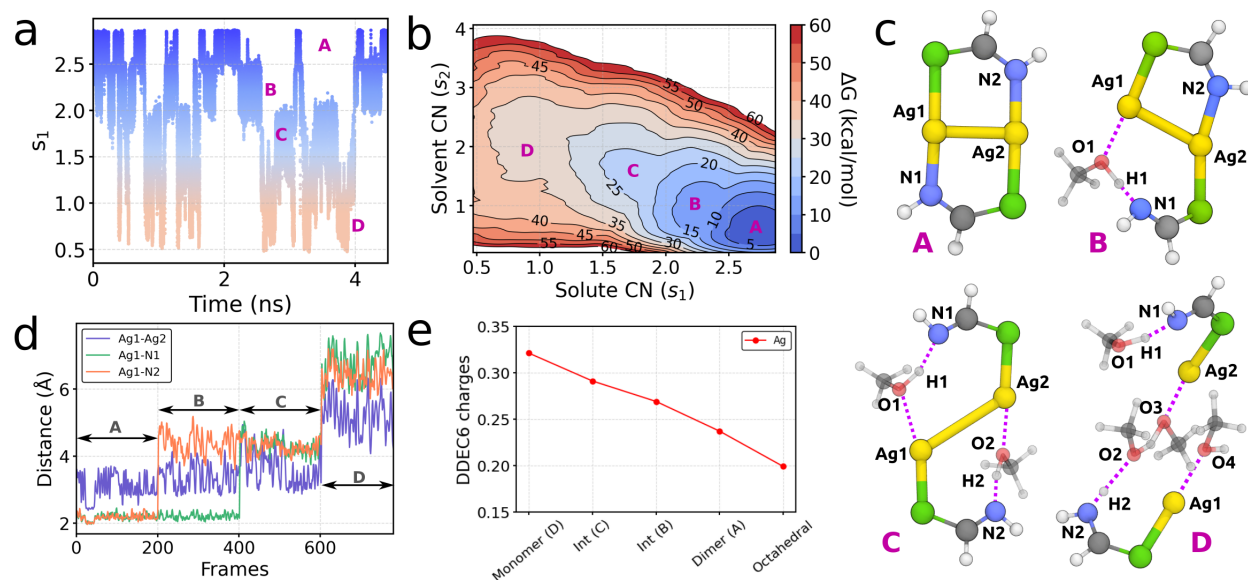 a
s1
2.5
2.0
1.5
1.0
0.5
0
2
4
Time (ns)
A
B
C
D
b
Solvent CN (s2)
4
3
2
1
0.5
1.0
1.5
2.0
2.5
Solute CN (s1)
45
55
50
60
40
30
20
25
10
15
5
35
40
45
30
55
50
60
D
C
B
A
60
50
40
30
20
10
0
ΔG (kcal/mol)
c
N2
Ag1
Ag2
N1
A
N2
Ag1
O1
Ag2
H1
N1
B
N1
H1
O1
Ag2
Ag1
O2
H2
N2
C
N1
H1
O1
Ag2
O3
O2
O4
H2
Ag1
N2
D
d
Ag1-Ag2
Ag1-N1
Ag1-N2
Distance (Å)
6
4
2
0
200
400
600
Frames
A
B
C
D
e
DDEC6 charges
0.35
0.30
0.25
0.20
0.15
Ag
Monomer (D)
Int (C)
Int (B)
Dimer (A)
Octahedral